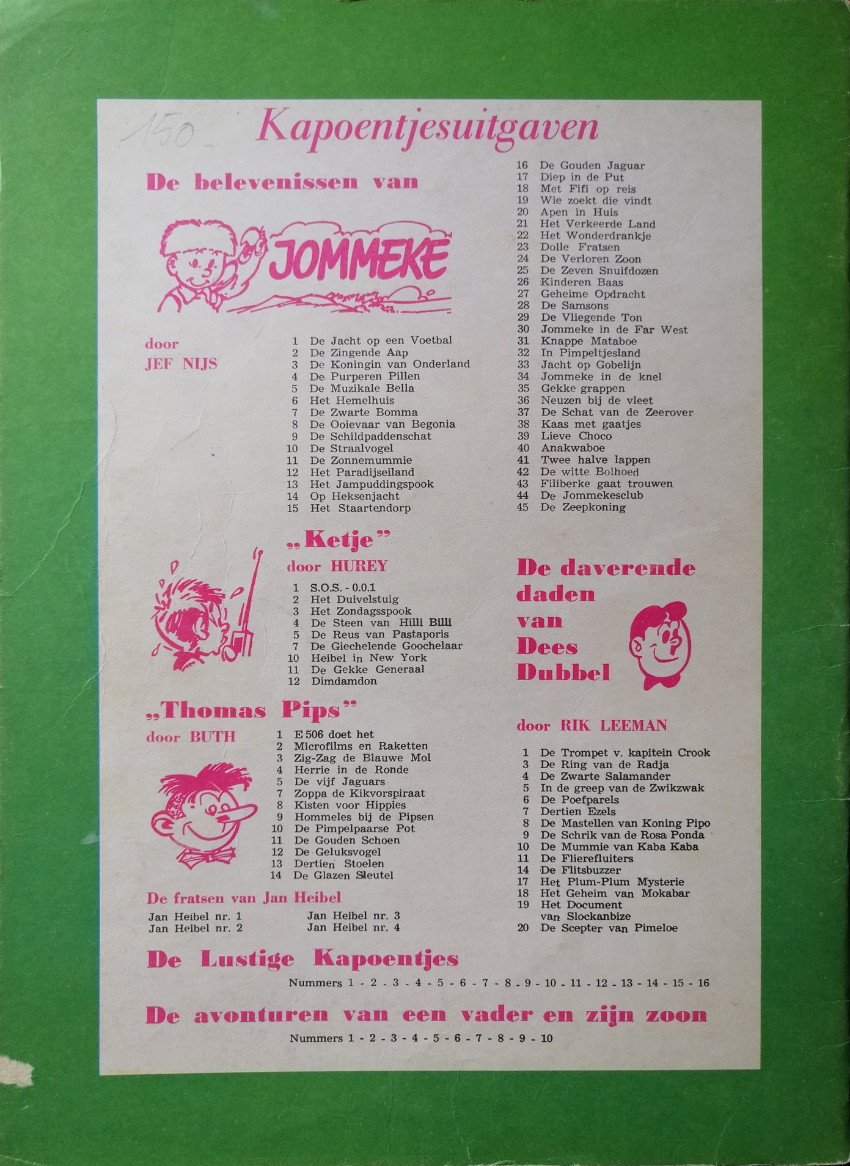 150
Kapoentjesuitgaven
De belevenissen van
JOMMEKE
door
JEF NIJS
1 De Jacht op een Voetbal
2 De Zingende Aap
3 De Koningin van Onderland
4 De Purperen Pillen
5 De Muzikale Bella
6 Het Hemelhuis
7 De Zwarte Bomma
8 De Ooievaar van Begonia
9 De Schildpaddenschat
10 De Straalvogel
11 De Zonnemummie
12 Het Paradijseiland
13 Het Jampuddingspook
14 Op Heksenjacht
15 Het Staartendorp
16 De Gouden Jaguar
17 Diep in de Put
18 Met Fifi op reis
19 Wie zoekt die vindt
20 Apen in Huis
21 Het Verkeerde Land
22 Het Wonderdrankje
23 Dolle Fratsen
24 De Verloren Zoon
25 De Zeven Snuifdozen
26 Kinderen Baas
27 Geheime Opdracht
28 De Samsons
29 De Vliegende Ton
30 Jommeke in de Far West
31 Knappe Mataboe
32 In Pimpeltjesland
33 Jacht op Gobelijn
34 Jommeke in de knel
35 Gekke grappen
36 Neuzen bij de vleet
37 De Schat van de Zeerover
38 Kaas met gaatjes
39 Lieve Choco
40 Anakwaboe
41 Twee halve lappen
42 De witte Bolhoed
43 Filiberke gaat trouwen
44 De Jommekesclub
45 De Zeepkoning
„Ketje”
door HUREY
1 S.O.S. - 0.0.1
2 Het Duivelstuig
3 Het Zondagsspook
4 De Steen van Hilli Billi
5 De Reus van Pastaporis
7 De Giechelende Goochelaar
10 Heibel in New York
11 De Gekke Generaal
12 Dimdamdon
„Thomas Pips”
door BUTH
1 E 506 doet het
2 Microfilms en Raketten
3 Zig-Zag de Blauwe Mol
4 Herrie in de Ronde
5 De vijf Jaguars
7 Zoppa de Kikvorspiraat
8 Kisten voor Hippies
9 Hommeles bij de Pipsen
10 De Pimpelpaarse Pot
11 De Gouden Schoen
12 De Geluksvogel
13 Dertien Stoelen
14 De Glazen Sleutel
De daverende
daden
van
Dees
Dubbel
door RIK LEEMAN
1 De Trompet v. kapitein Crook
3 De Ring van de Radja
4 De Zwarte Salamander
5 In de greep van de Zwikzwak
6 De Poefparels
7 Dertien Ezels
8 De Mastellen van Koning Pipo
9 De Schrik van de Rosa Ponda
10 De Mummie van Kaba Kaba
11 De Flierefluiters
14 De Flitsbuzzer
17 Het Plum-Plum Mysterie
18 Het Geheim van Mokabar
19 Het Document
van Slockanbize
20 De Scepter van Pimeloe
De fratsen van Jan Heibel
Jan Heibel nr. 1 Jan Heibel nr. 3
Jan Heibel nr. 2 Jan Heibel nr. 4
De Lustige Kapoentjes
Nummers 1 - 2 - 3 - 4 - 5 - 6 - 7 - 8 - 9 - 10 - 11 - 12 - 13 - 14 - 15 - 16
De avonturen van een vader en zijn zoon
Nummers 1 - 2 - 3 - 4 - 5 - 6 - 7 - 8 - 9 - 10